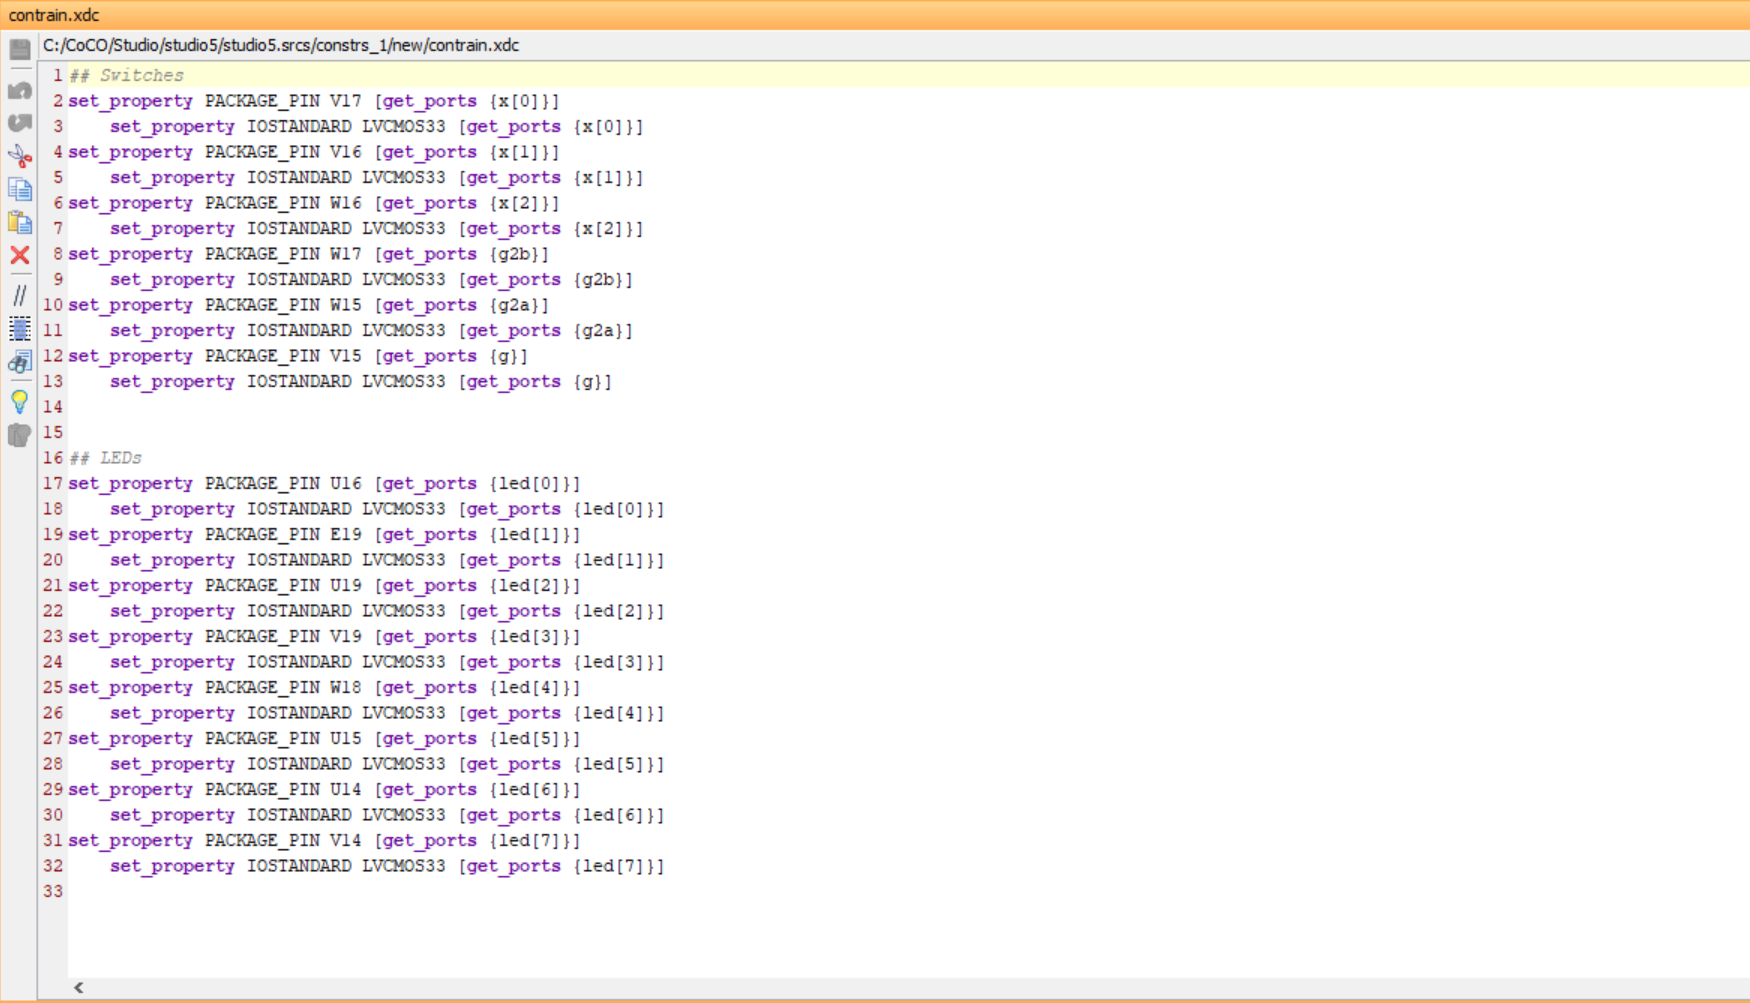 contrain.xdc
C:/CoCO/Studio/studio5/studio5.srcs/constrs_1/new/contrain.xdc
1 ## Switches
2 set_property PACKAGE_PIN V17 [get_ports {x[0]}]
3     set_property IOSTANDARD LVCMOS33 [get_ports {x[0]}]
4 set_property PACKAGE_PIN V16 [get_ports {x[1]}]
5     set_property IOSTANDARD LVCMOS33 [get_ports {x[1]}]
6 set_property PACKAGE_PIN W16 [get_ports {x[2]}]
7     set_property IOSTANDARD LVCMOS33 [get_ports {x[2]}]
8 set_property PACKAGE_PIN W17 [get_ports {g2b}]
9     set_property IOSTANDARD LVCMOS33 [get_ports {g2b}]
10 set_property PACKAGE_PIN W15 [get_ports {g2a}]
11     set_property IOSTANDARD LVCMOS33 [get_ports {g2a}]
12 set_property PACKAGE_PIN V15 [get_ports {g}]
13     set_property IOSTANDARD LVCMOS33 [get_ports {g}]
14
15
16 ## LEDs
17 set_property PACKAGE_PIN U16 [get_ports {led[0]}]
18     set_property IOSTANDARD LVCMOS33 [get_ports {led[0]}]
19 set_property PACKAGE_PIN E19 [get_ports {led[1]}]
20     set_property IOSTANDARD LVCMOS33 [get_ports {led[1]}]
21 set_property PACKAGE_PIN U19 [get_ports {led[2]}]
22     set_property IOSTANDARD LVCMOS33 [get_ports {led[2]}]
23 set_property PACKAGE_PIN V19 [get_ports {led[3]}]
24     set_property IOSTANDARD LVCMOS33 [get_ports {led[3]}]
25 set_property PACKAGE_PIN W18 [get_ports {led[4]}]
26     set_property IOSTANDARD LVCMOS33 [get_ports {led[4]}]
27 set_property PACKAGE_PIN U15 [get_ports {led[5]}]
28     set_property IOSTANDARD LVCMOS33 [get_ports {led[5]}]
29 set_property PACKAGE_PIN U14 [get_ports {led[6]}]
30     set_property IOSTANDARD LVCMOS33 [get_ports {led[6]}]
31 set_property PACKAGE_PIN V14 [get_ports {led[7]}]
32     set_property IOSTANDARD LVCMOS33 [get_ports {led[7]}]
33